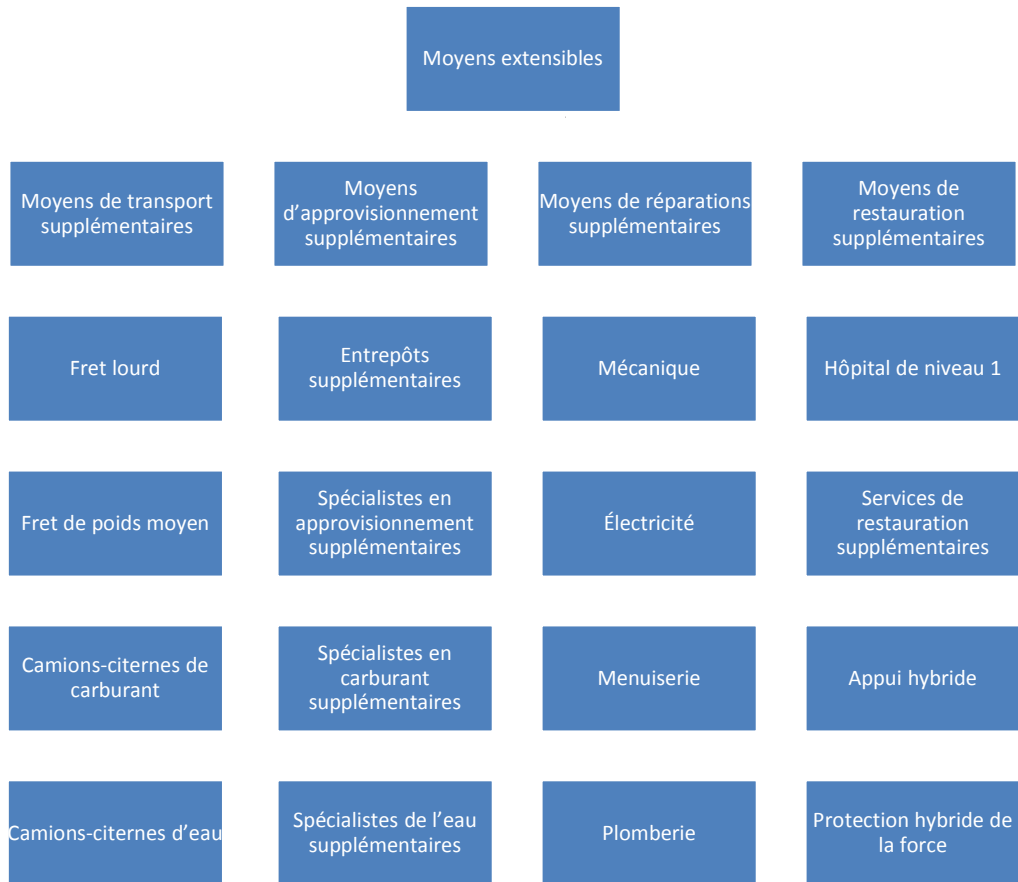 Moyens extensibles
Moyens de transport
supplémentaires
Moyens
d’approvisionnement
supplémentaires
Moyens de réparations
supplémentaires
Moyens de
restauration
supplémentaires
Fret lourd
Entrepôts
supplémentaires
Mécanique
Hôpital de niveau 1
Fret de poids moyen
Spécialistes en
approvisionnement
supplémentaires
Électricité
Services de
restauration
supplémentaires
Camions-citernes de
carburant
Spécialistes en
carburant
supplémentaires
Menuiserie
Appui hybride
Camions-citernes d’eau
Spécialistes de l’eau
supplémentaires
Plomberie
Protection hybride de
la force